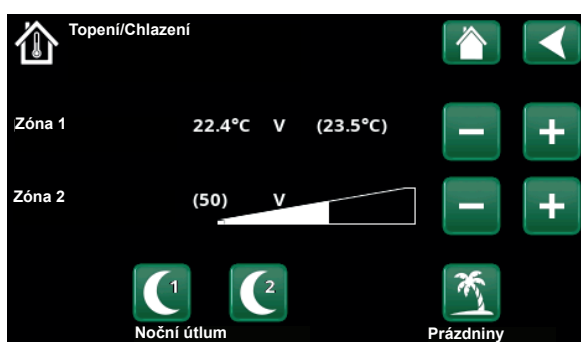 Topení/Chlazení
Zóna 1 22.4°C V (23.5°C)
Zóna 2 (50) V
1 2
Noční útlum Prázdniny